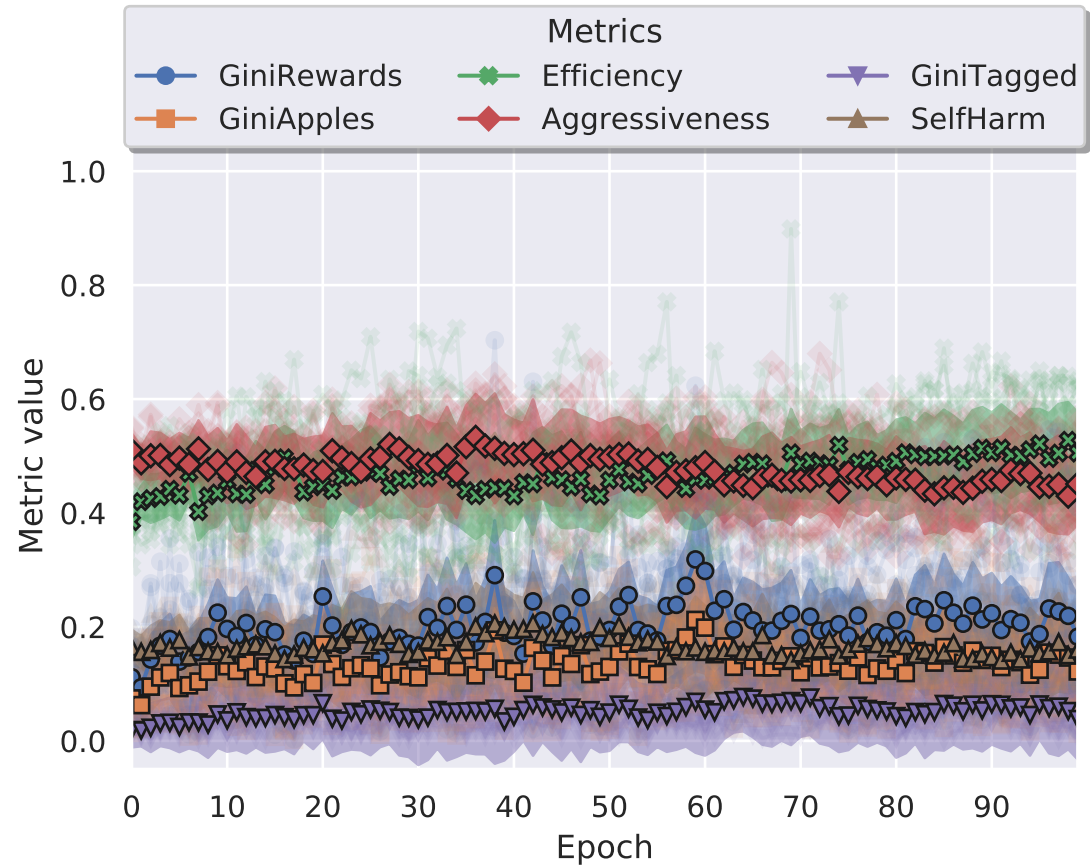 Metrics
GiniRewards Efficiency GiniTagged
GiniApples Aggressiveness SelfHarm
1.0
0.8
0.6
0.4
0.2
0.0
Metric value
0 10 20 30 40 50 60 70 80 90
Epoch